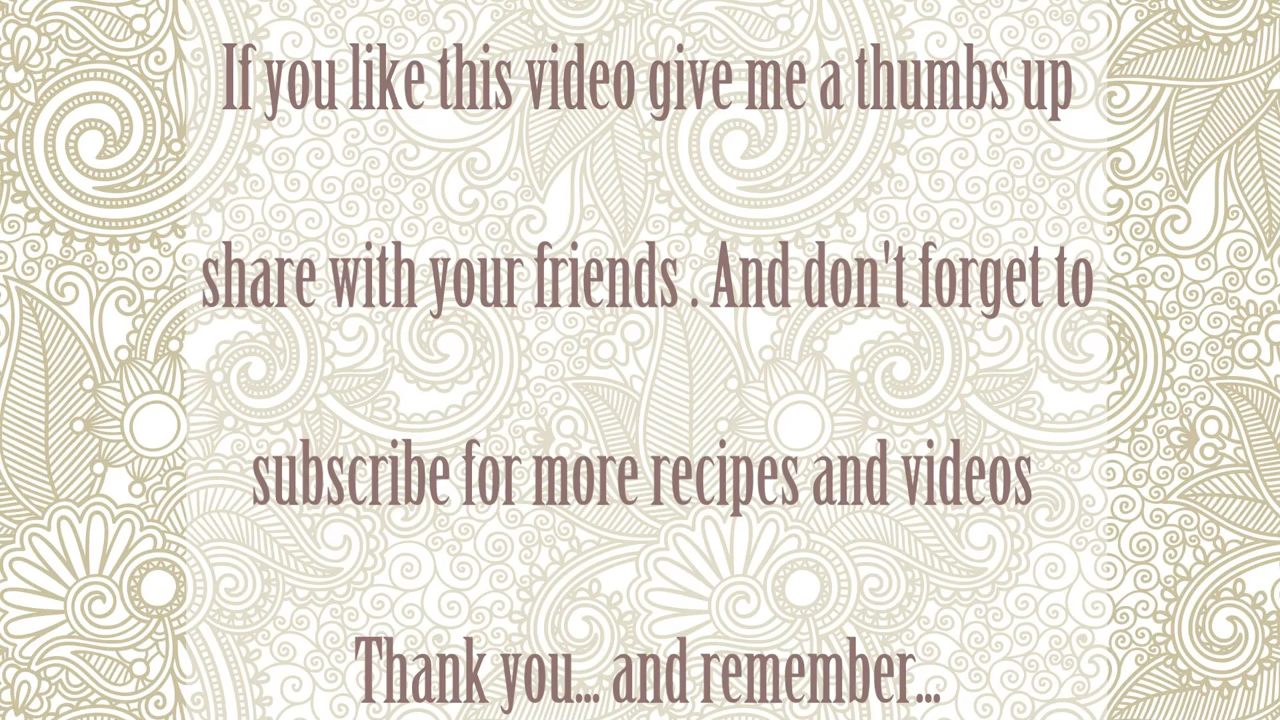 If you like this video give me a thumbs up
share with your friends . And don't forget to
subscribe for more recipes and videos
Thank you... and remember...